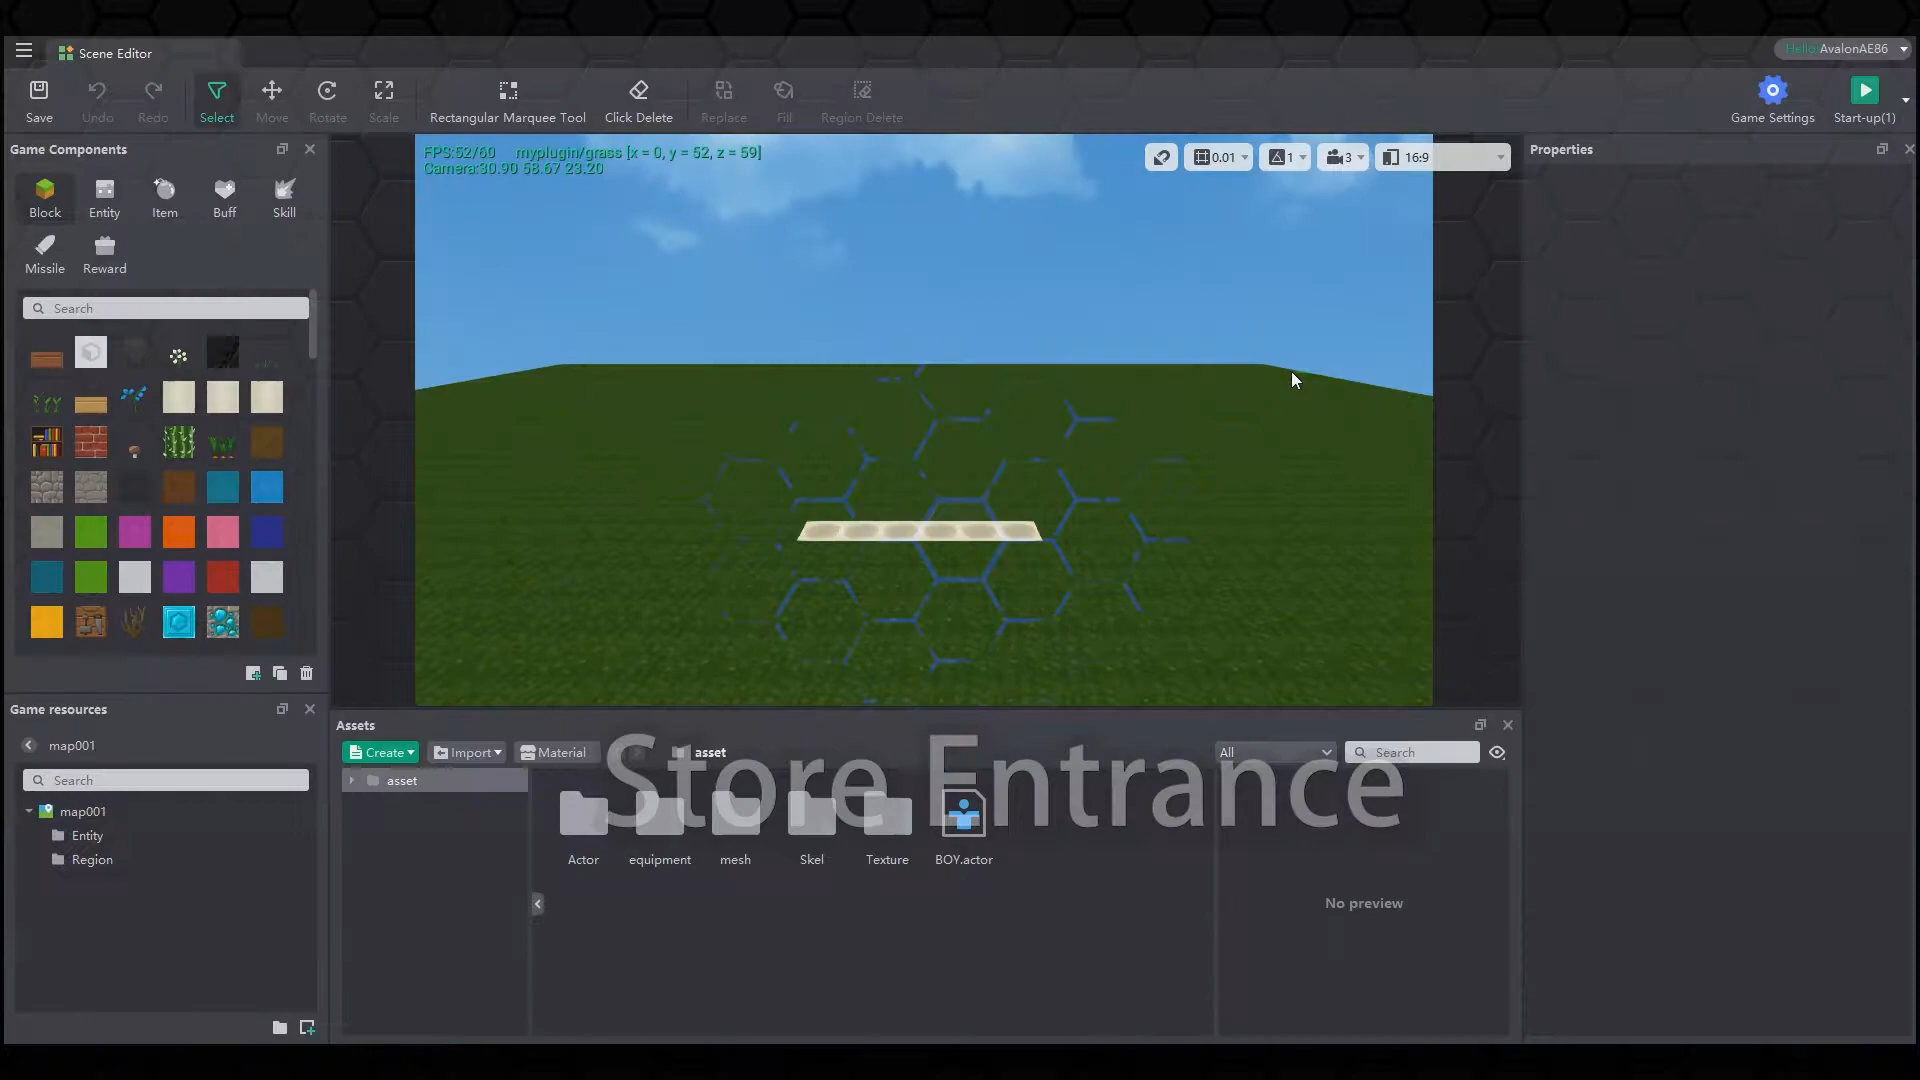 Scene Editor
Hello! AvalonAE86
Save
Undo
Redo
Select
Move
Rotate
Scale
Rectangular Marquee Tool
Click Delete
Replace
Fill
Region Delete
Game Settings
Start-up(1)
Game Components
Block
Entity
Item
Buff
Skill
Missile
Reward
Search
FPS:52/60 myplugin/grass [x = 0, y = 52, z = 59]
Camera:30.90 58.67 23.20
0.01
1
3
16:9
Properties
Game resources
map001
Search
map001
Entity
Region
Assets
Create
Import
Material
asset
All
Search
asset
Store Entrance
Actor
equipment
mesh
Skel
Texture
BOY.actor
No preview